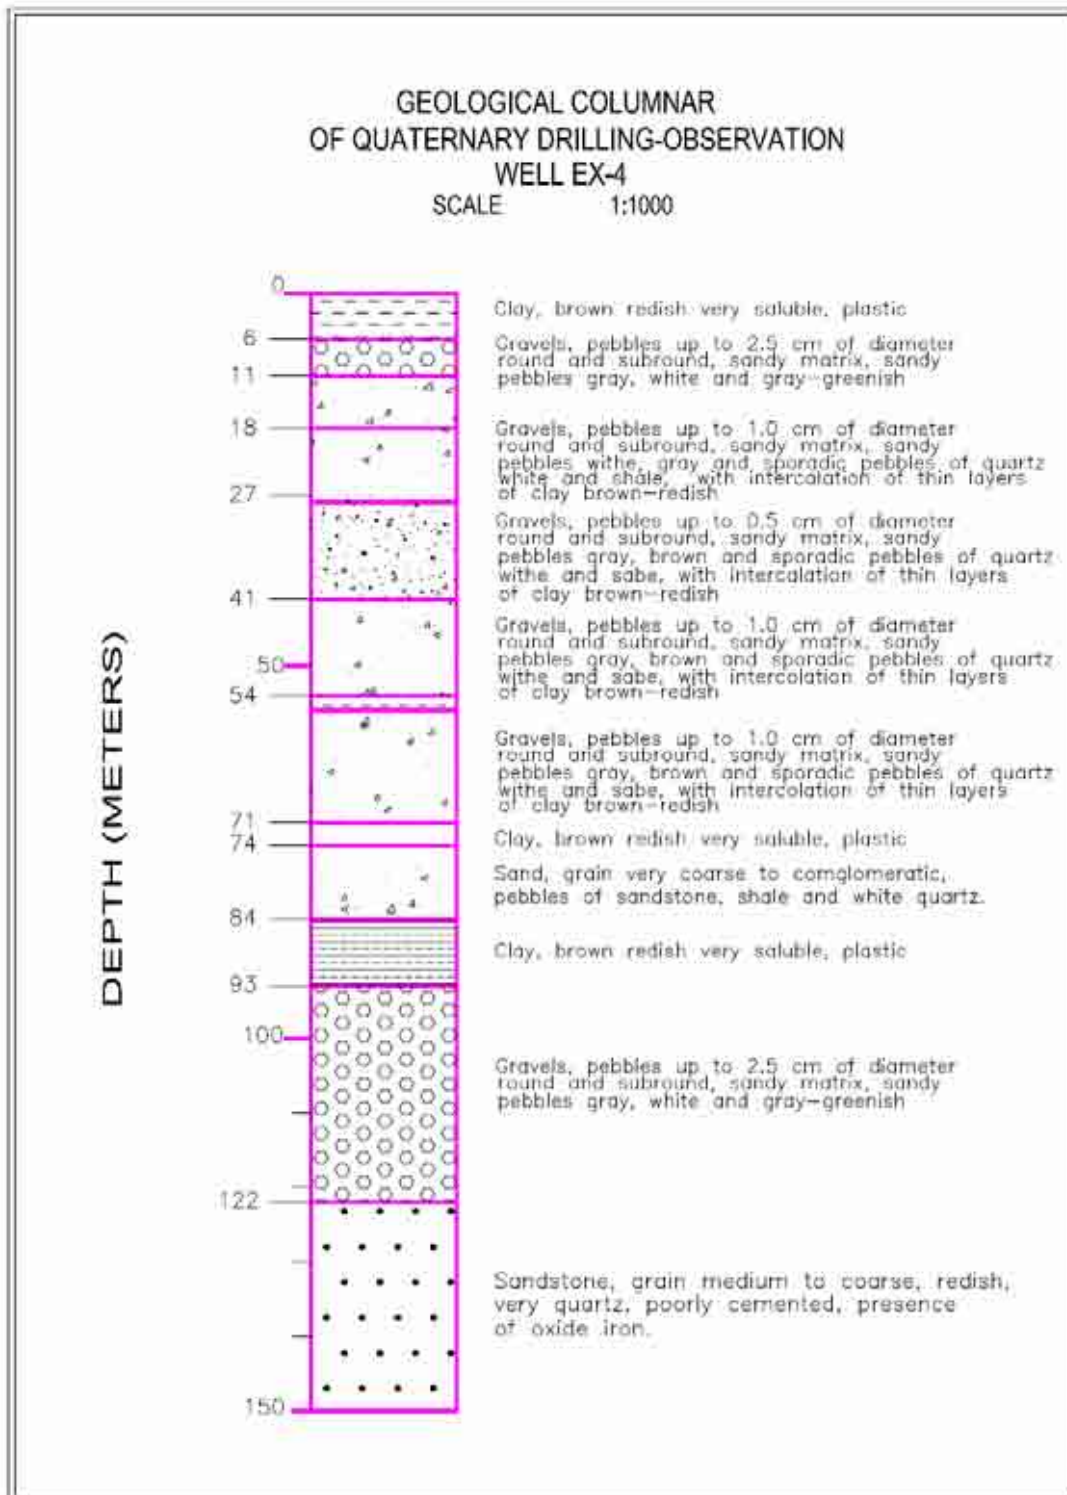 GEOLOGICAL COLUMNAR
OF QUATERNARY DRILLING-OBSERVATION
WELL EX-4
SCALE 1:1000
DEPTH (METERS)
0
Clay, brown redish very saluble, plastic
6
Gravels, pebbles up to 2.5 cm of diameter
round and subround, sandy matrix, sandy
pebbles gray, white and gray-greenish
11
18
Gravels, pebbles up to 1.0 cm of diameter
round and subround, sandy matrix, sandy
pebbles withe, gray and sporadic pebbles of quartz
white and shale, with intercalation of thin layers
of clay brown-redish
27
Gravels, pebbles up to 0.5 cm of diameter
round and subround, sandy matrix, sandy
pebbles gray, brown and sporadic pebbles of quartz
withe and sabe, with intercalation of thin layers
of clay brown-redish
41
Gravels, pebbles up to 1.0 cm of diameter
round and subround, sandy matrix, sandy
pebbles gray, brown and sporadic pebbles of quartz
withe and sabe, with intercolation of thin layers
of clay brown-redish
50
54
Gravels, pebbles up to 1.0 cm of diameter
round and subround, sandy matrix, sandy
pebbles gray, brown and sporadic pebbles of quartz
withe and sabe, with intercalation of thin layers
of clay brown-redish
71
74
Clay, brown redish very saluble, plastic
Sand, grain very coarse to comglomeratic,
pebbles of sandstone, shale and white quartz.
84
Clay, brown redish very saluble, plastic
93
100
Gravels, pebbles up to 2.5 cm of diameter
round and subround, sandy matrix, sandy
pebbles gray, white and gray-greenish
122
Sandstone, grain medium to coarse, redish,
very quartz, poorly cemented, presence
of oxide iron.
150